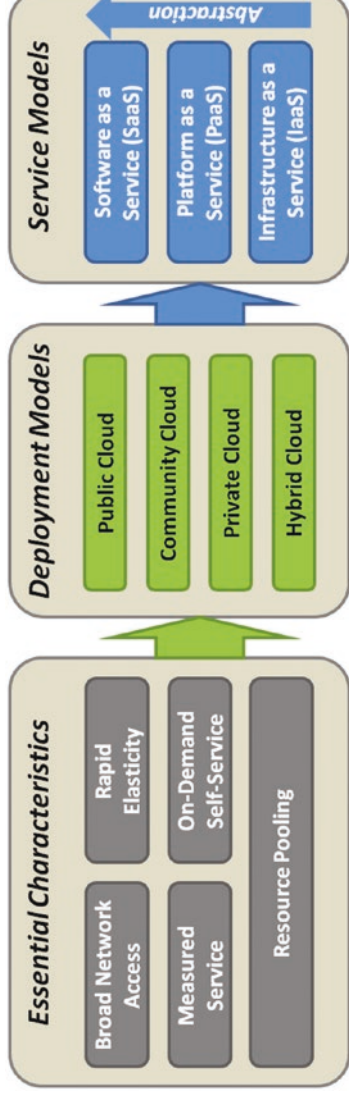 Essential Characteristics
Broad Network
Access
Rapid
Elasticity
Measured
Service
On-Demand
Self-Service
Resource Pooling
Deployment Models
Public Cloud
Community Cloud
Private Cloud
Hybrid Cloud
Service Models
Software as a
Service (SaaS)
Platform as a
Service (PaaS)
Infrastructure as a
Service (IaaS)
Abstraction